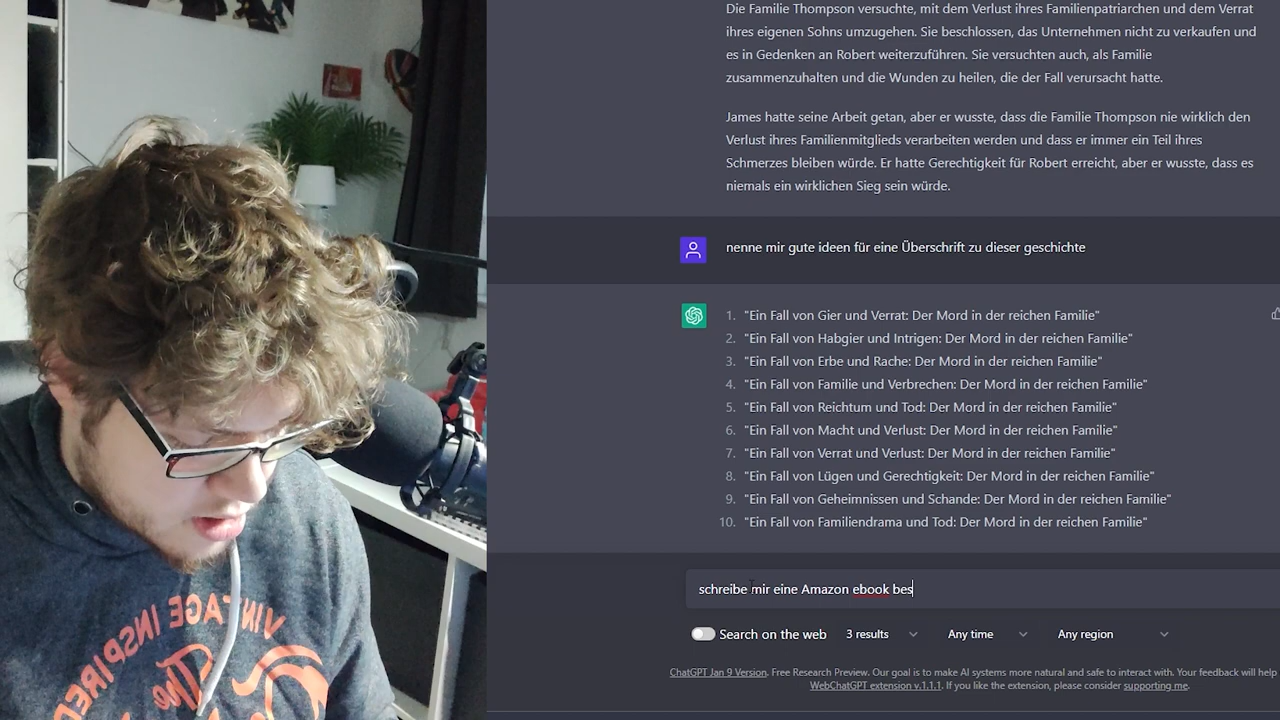 Die Familie Thompson versuchte, mit dem Verlust ihres Familienpatriarchen und dem Verrat
ihres eigenen Sohns umzugehen. Sie beschlossen, das Unternehmen nicht zu verkaufen und
es in Gedenken an Robert weiterzuführen. Sie versuchten auch, als Familie
zusammenzuhalten und die Wunden zu heilen, die der Fall verursacht hatte.
James hatte seine Arbeit getan, aber er wusste, dass die Familie Thompson nie wirklich den
Verlust ihres Familienmitglieds verarbeiten werden und dass er immer ein Teil ihres
Schmerzes bleiben würde. Er hatte Gerechtigkeit für Robert erreicht, aber er wusste, dass es
niemals ein wirklichen Sieg sein würde.
nenne mir gute ideen für eine Überschrift zu dieser geschichte
1. "Ein Fall von Gier und Verrat: Der Mord in der reichen Familie"
2. "Ein Fall von Habgier und Intrigen: Der Mord in der reichen Familie"
3. "Ein Fall von Erbe und Rache: Der Mord in der reichen Familie"
4. "Ein Fall von Familie und Verbrechen: Der Mord in der reichen Familie"
5. "Ein Fall von Reichtum und Tod: Der Mord in der reichen Familie"
6. "Ein Fall von Macht und Verlust: Der Mord in der reichen Familie"
7. "Ein Fall von Verrat und Verlust: Der Mord in der reichen Familie"
8. "Ein Fall von Lügen und Gerechtigkeit: Der Mord in der reichen Familie"
9. "Ein Fall von Geheimnissen und Schande: Der Mord in der reichen Familie"
10. "Ein Fall von Familiendrama und Tod: Der Mord in der reichen Familie"
schreibe mir eine Amazon ebook bes
Search on the web 3 results Any time Any region
ChatGPT Jan 9 Version. Free Research Preview. Our goal is to make AI systems more natural and safe to interact with. Your feedback will help
WebChatGPT extension v.1.1.1. If you like the extension, please consider supporting me.
VINTAGE INSPIRED
The